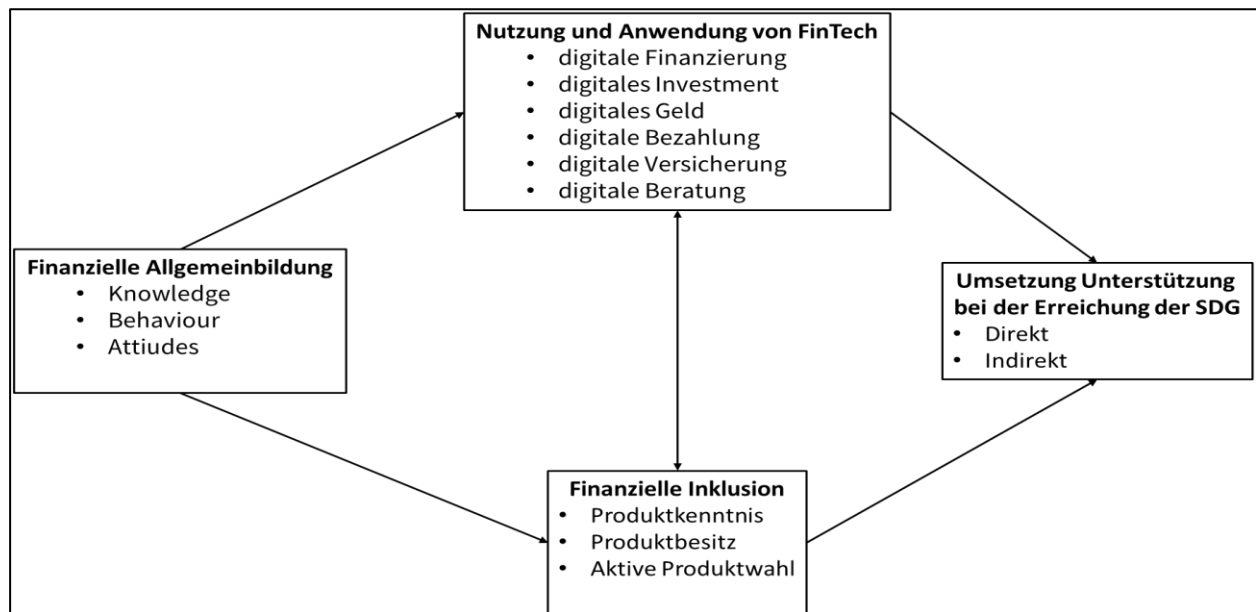 Nutzung und Anwendung von FinTech
• digitale Finanzierung
• digitales Investment
• digitales Geld
• digitale Bezahlung
• digitale Versicherung
• digitale Beratung
Finanzielle Allgemeinbildung
• Knowledge
• Behaviour
• Attiudes
Umsetzung Unterstützung
bei der Erreichung der SDG
• Direkt
• Indirekt
Finanzielle Inklusion
• Produktkenntnis
• Produktbesitz
• Aktive Produktwahl